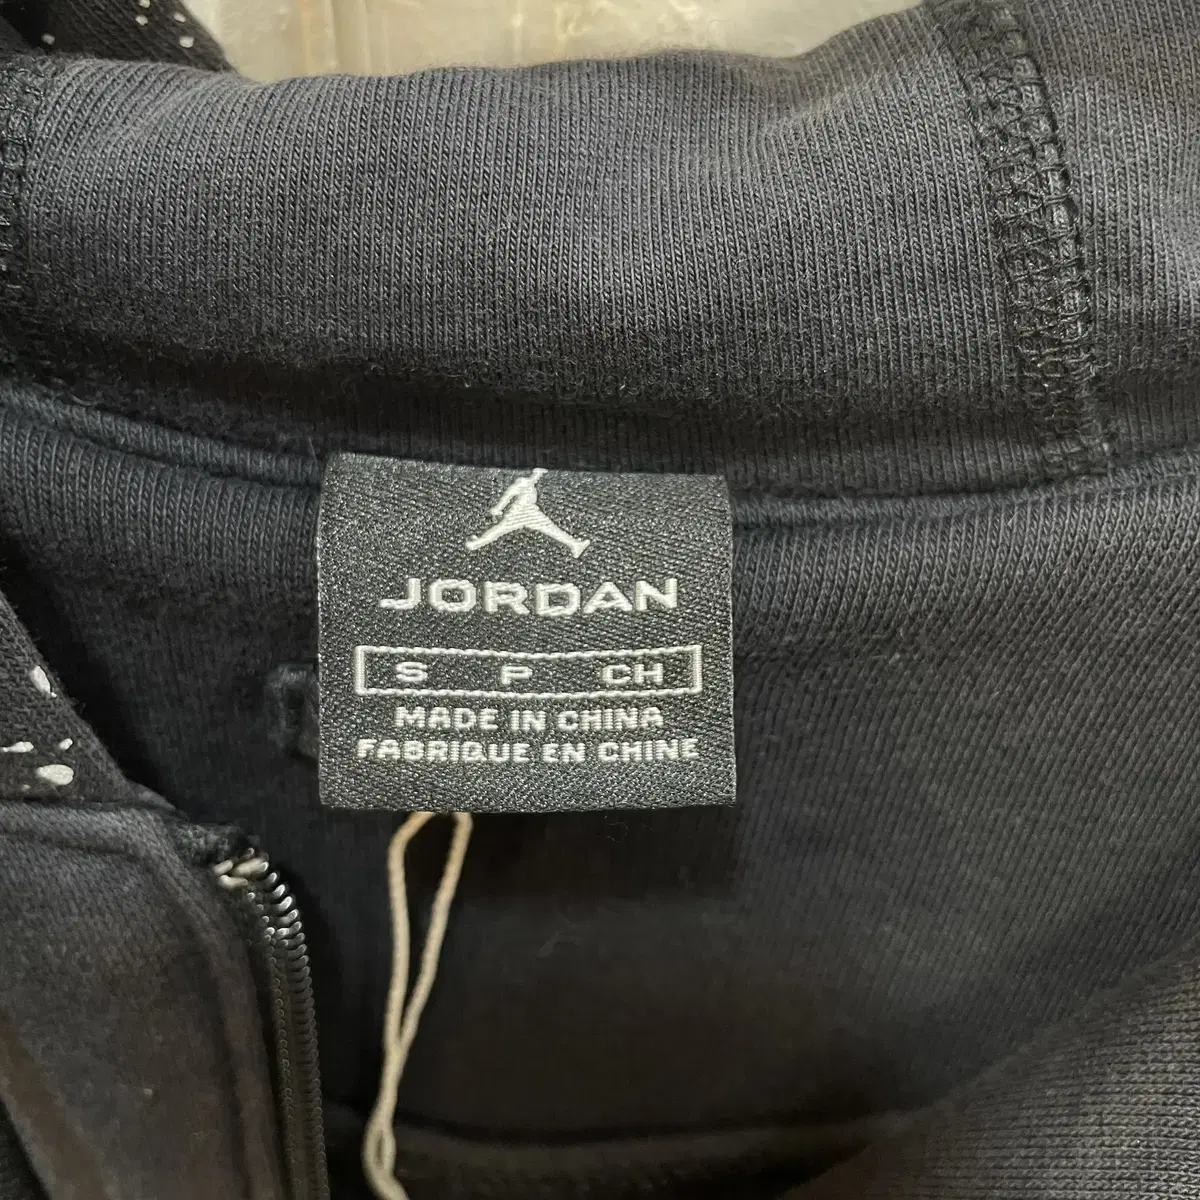 JORDAN
S P CH
MADE IN CHINA
FABRIQUE EN CHINE